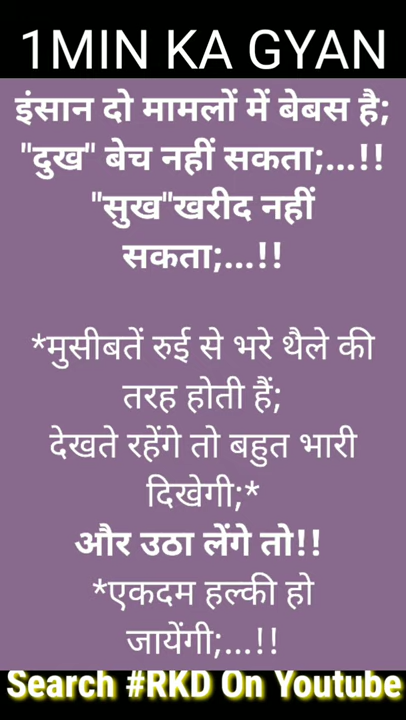 1MIN KA GYAN
इंसान दो मामलों में बेबस है;
"दुख" बेच नहीं सकता;...!!
"सुख"खरीद नहीं
सकता;...!!
*मुसीबतें रुई से भरे थैले की
तरह होती हैं;
देखते रहेंगे तो बहुत भारी
दिखेगी;*
और उठा लेंगे तो!!
*एकदम हल्की हो
जायेंगी;...!!
Search #RKD On Youtube